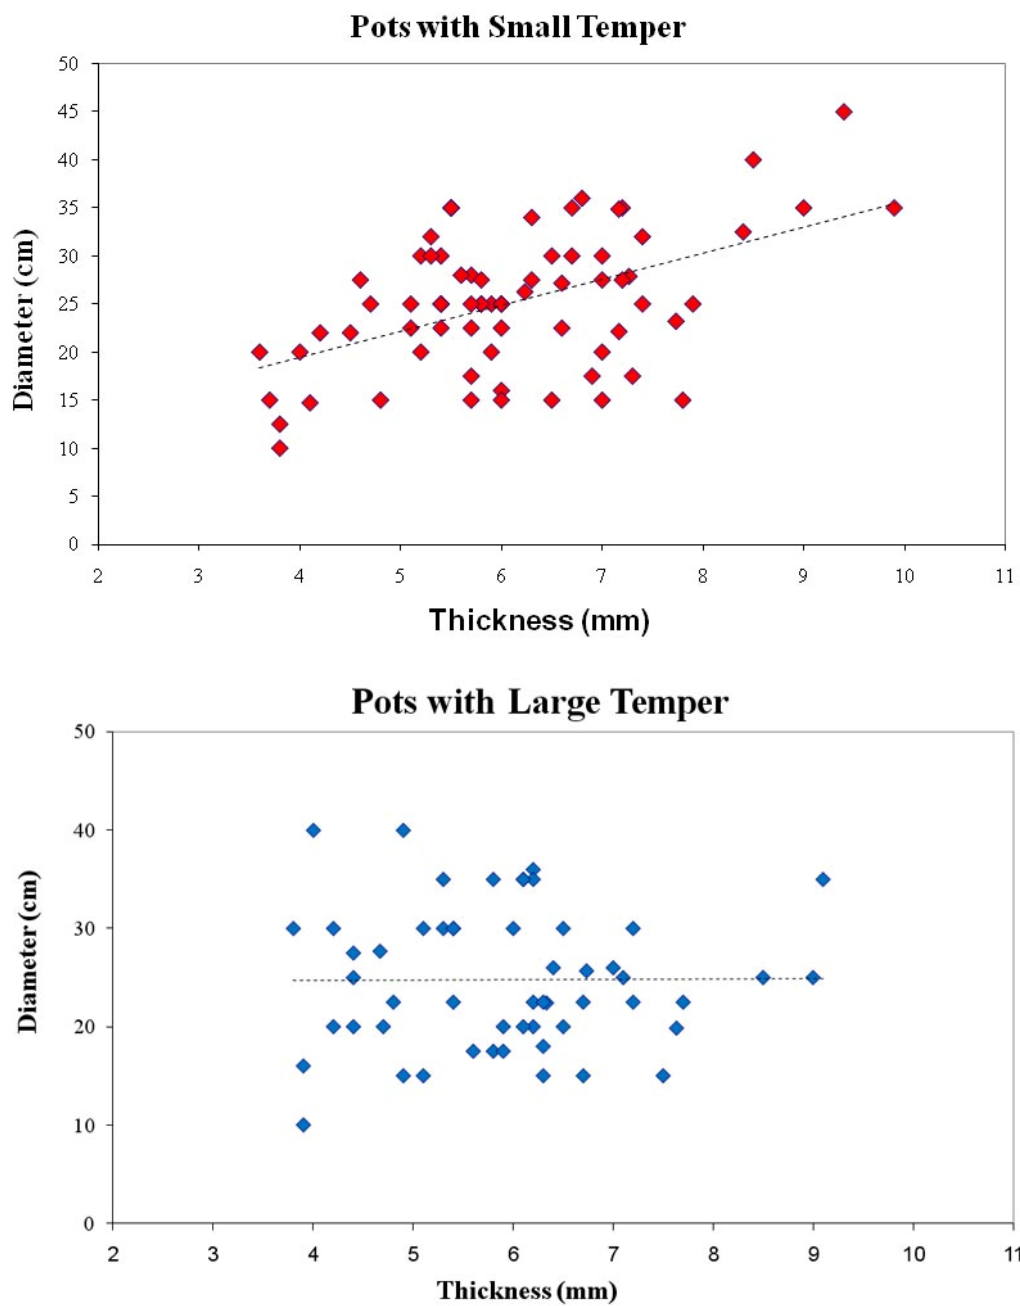 Pots with Small Temper
50
45
40
35
30
25
20
15
10
5
0
2 3 4 5 6 7 8 9 10 11
Diameter (cm)
Thickness (mm)
Pots with Large Temper
50
40
30
20
10
0
2 3 4 5 6 7 8 9 10 11
Diameter (cm)
Thickness (mm)